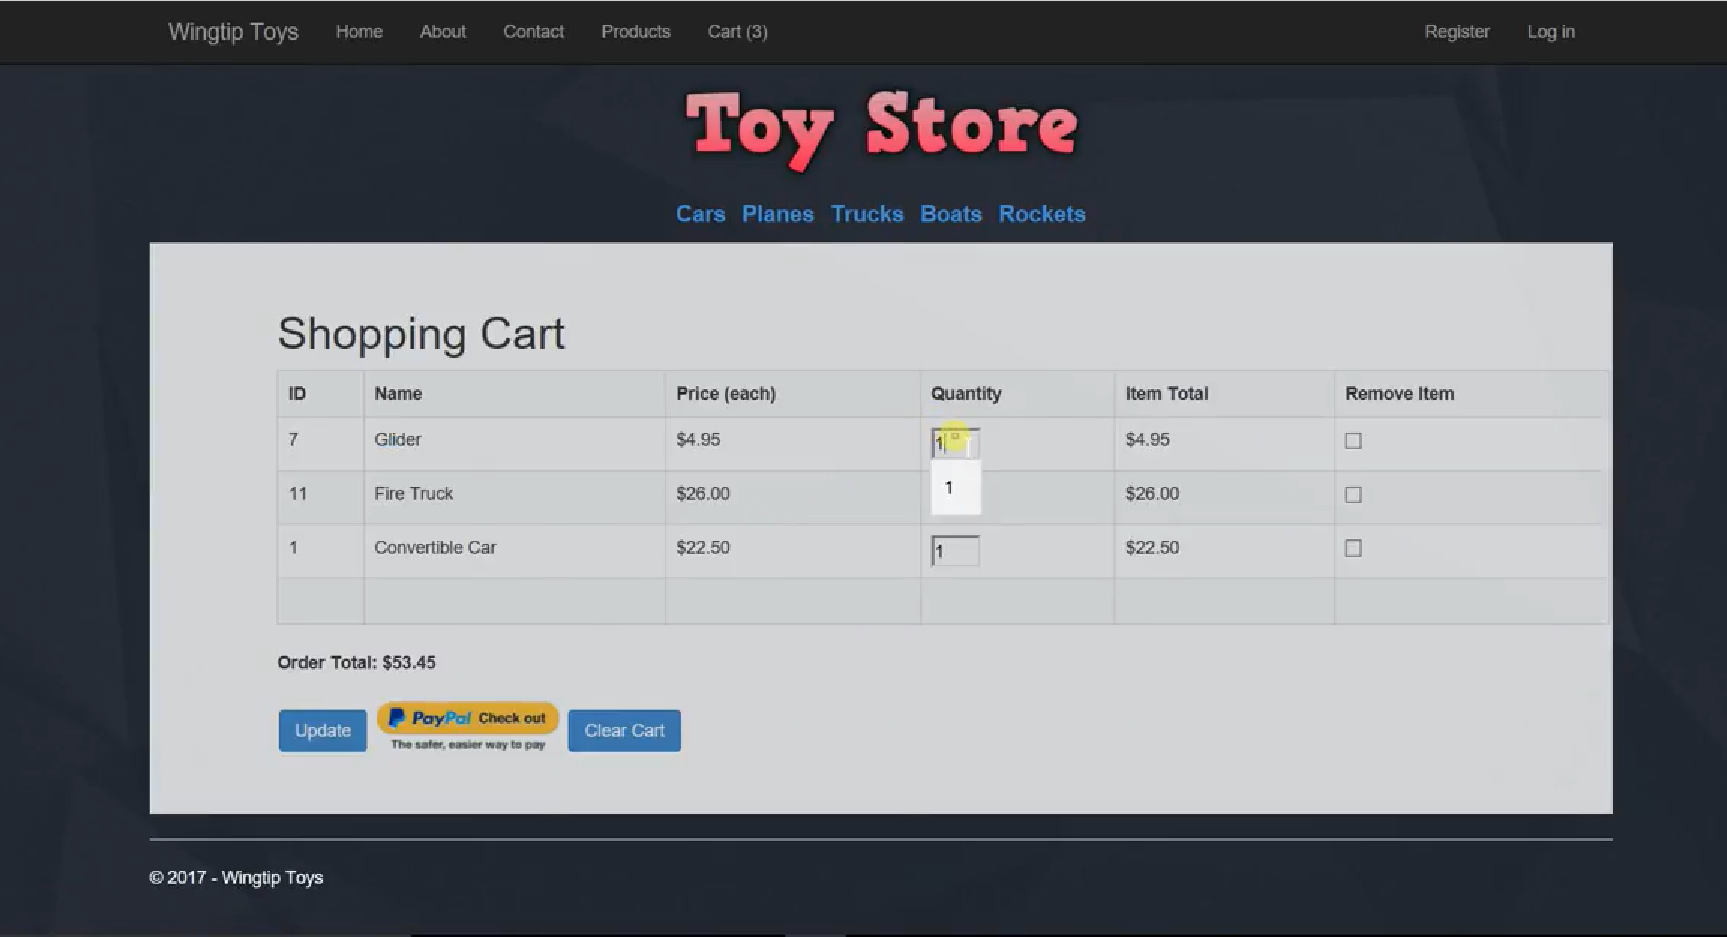 Wingtip Toys Home About Contact Products Cart (3) Register Log in
Toy Store
Cars Planes Trucks Boats Rockets
Shopping Cart
ID Name Price (each) Quantity Item Total Remove Item
7 Glider $4.95 1 $4.95
11 Fire Truck $26.00 1 $26.00
1 Convertible Car $22.50 1 $22.50
Order Total: $53.45
Update PayPal Check out Clear Cart
The safer, easier way to pay
© 2017 - Wingtip Toys